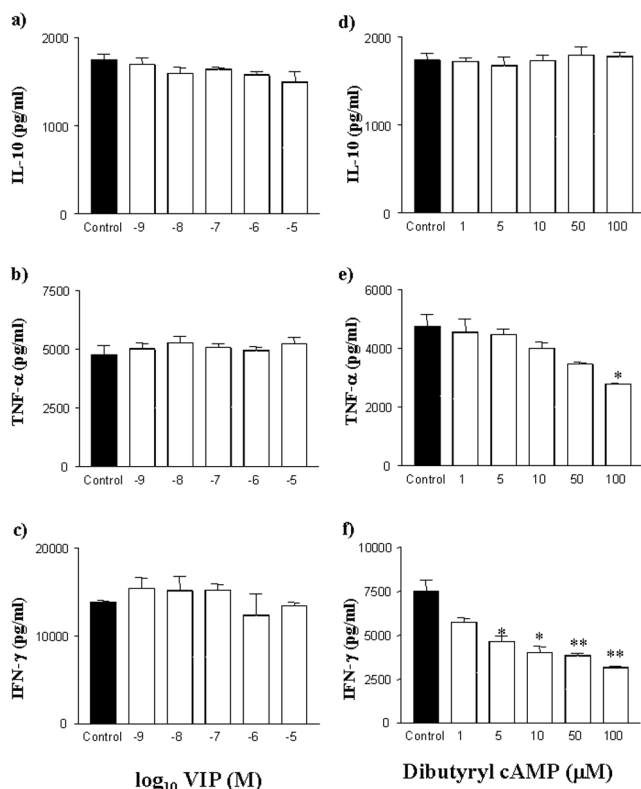 a)
IL-10 (pg/ml)
2000
1000
0
Control -9 -8 -7 -6 -5
b)
TNF-α (pg/ml)
7500
5000
2500
0
Control -9 -8 -7 -6 -5
c)
IFN-γ (pg/ml)
20000
10000
0
Control -9 -8 -7 -6 -5
log₁₀ VIP (M)
d)
IL-10 (pg/ml)
2000
1000
0
Control 1 5 10 50 100
e)
TNF-α (pg/ml)
6000
4000
2000
0
*
Control 1 5 10 50 100
f)
IFN-γ (pg/ml)
10000
7500
5000
2500
0
* * ** **
Control 1 5 10 50 100
Dibutyryl cAMP (μM)